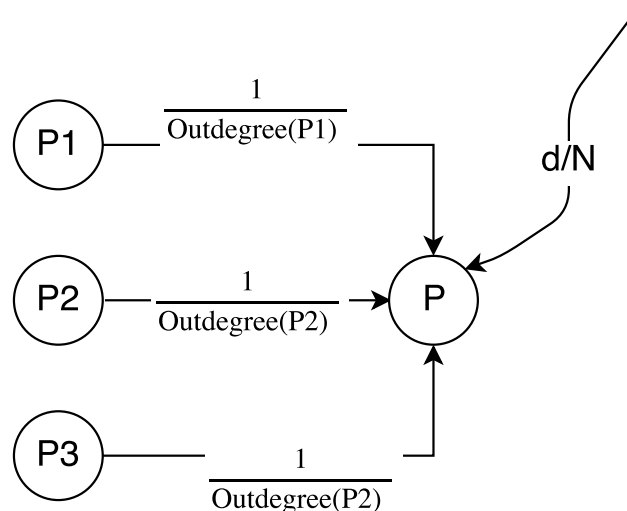 1
P1
Outdegree(P1)
d/N
1
P2
P
Outdegree(P2)
1
P3
Outdegree(P2)